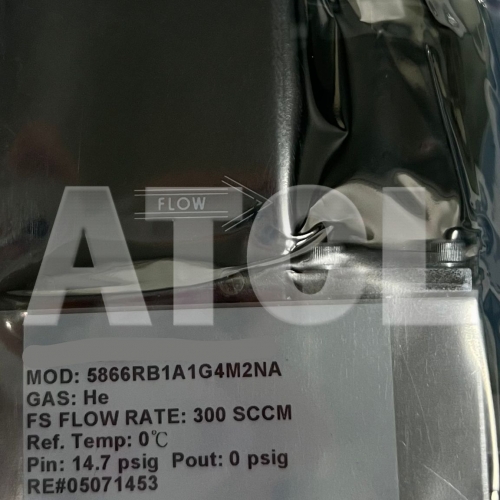 FLOW
ATCL
MOD: 5866RB1A1G4M2NA
GAS: He
FS FLOW RATE: 300 SCCM
Ref. Temp: 0℃
Pin: 14.7 psig Pout: 0 psig
RE#05071453